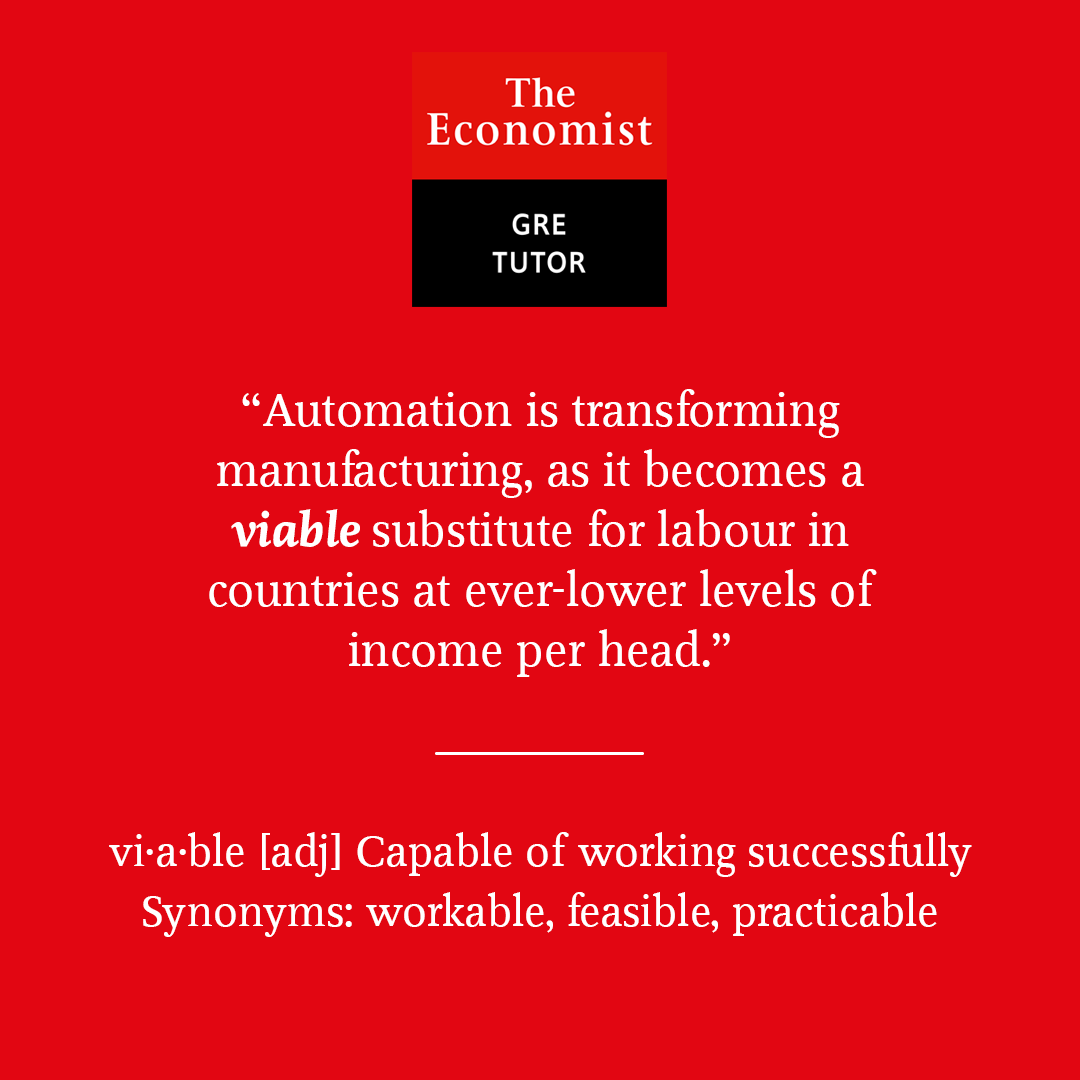 The
Economist
GRE
TUTOR
“Automation is transforming
manufacturing, as it becomes a
viable substitute for labour in
countries at ever-lower levels of
income per head.”
vi·a·ble [adj] Capable of working successfully
Synonyms: workable, feasible, practicable